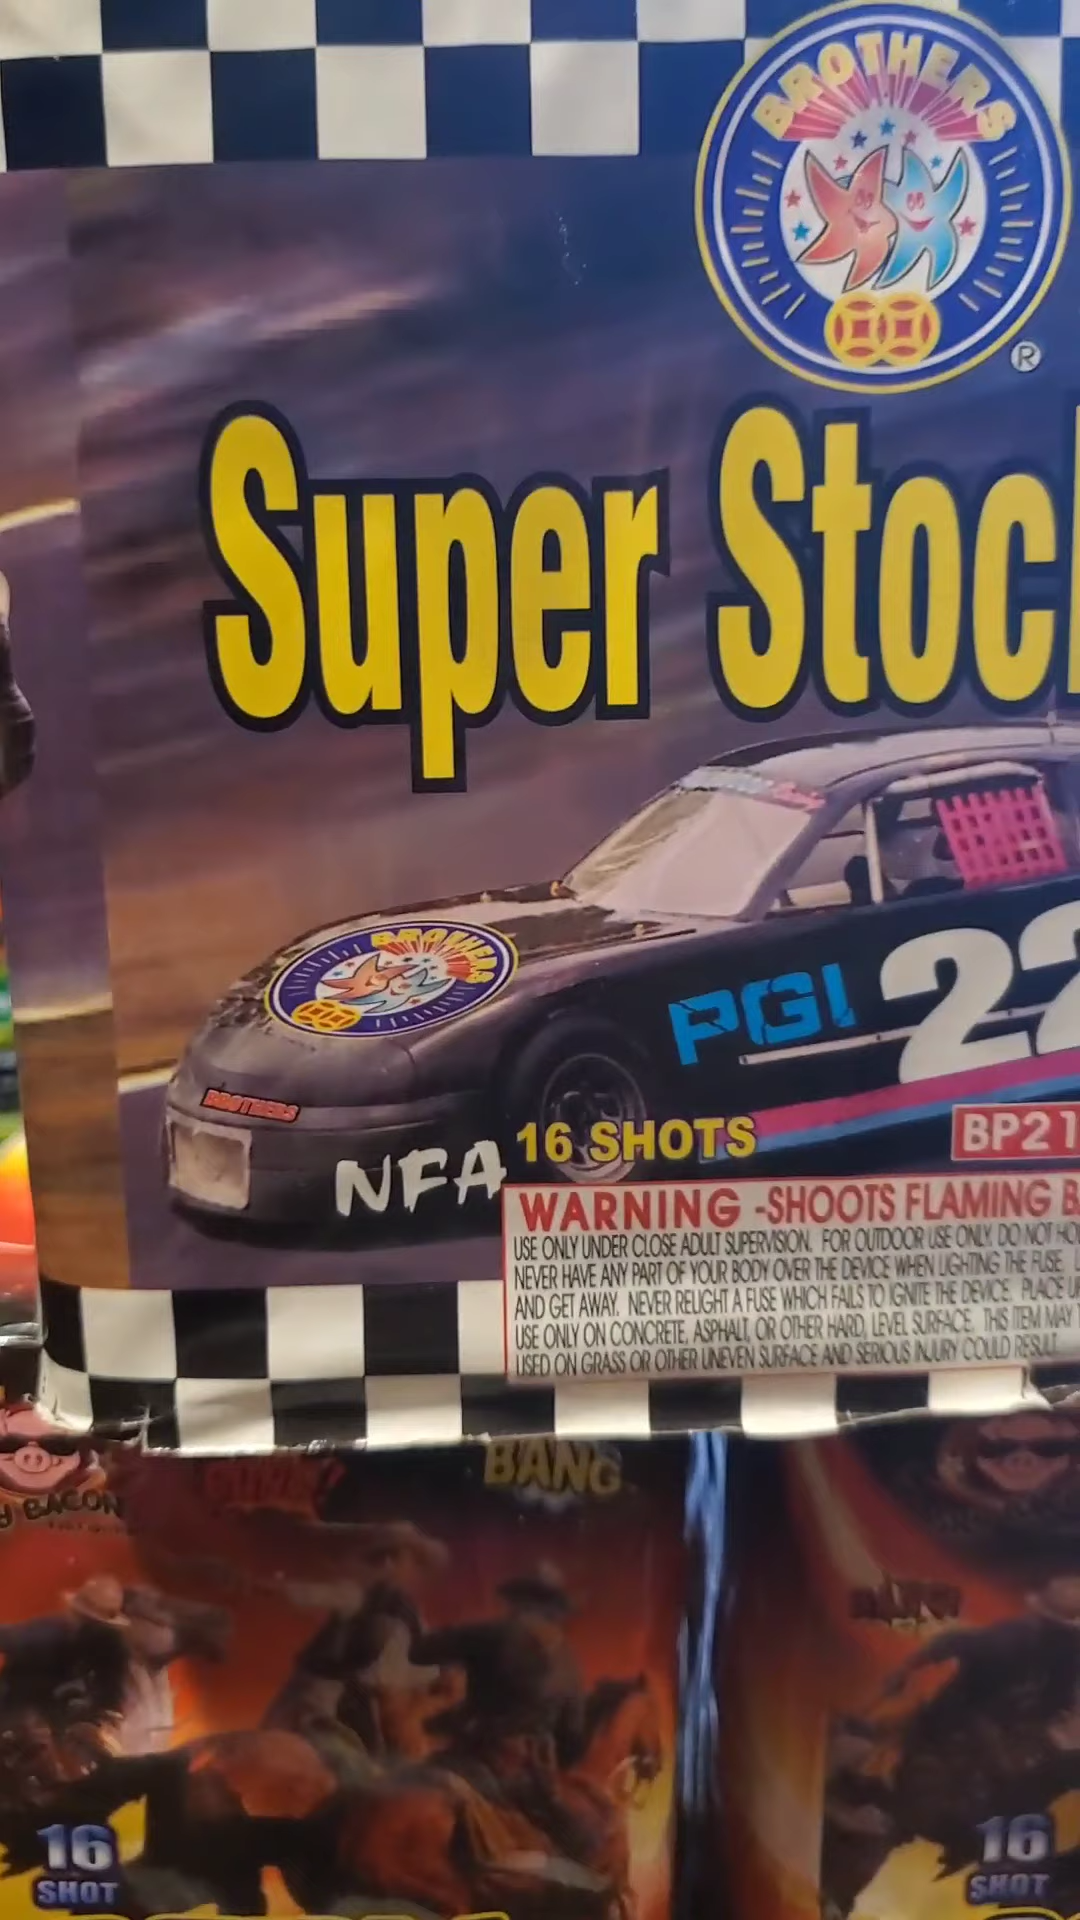 BROTHERS
®
Super Stoc
BROTHERS
PGI 22
BROTHERS
NFA
16 SHOTS
BP21
WARNING -SHOOTS FLAMING B
USE ONLY UNDER CLOSE ADULT SUPERVISION. FOR OUTDOOR USE ONLY. DO NOT HO
NEVER HAVE ANY PART OF YOUR BODY OVER THE DEVICE WHEN LIGHTING THE FUSE. L
AND GET AWAY. NEVER RELIGHT A FUSE WHICH FAILS TO IGNITE THE DEVICE. PLACE U
USE ONLY ON CONCRETE, ASPHALT, OR OTHER HARD, LEVEL SURFACE. THIS ITEM MAY T
USED ON GRASS OR OTHER UNEVEN SURFACE AND SERIOUS INJURY COULD RESULT.
BANG
BACON
16
SHOT
16
SHOT